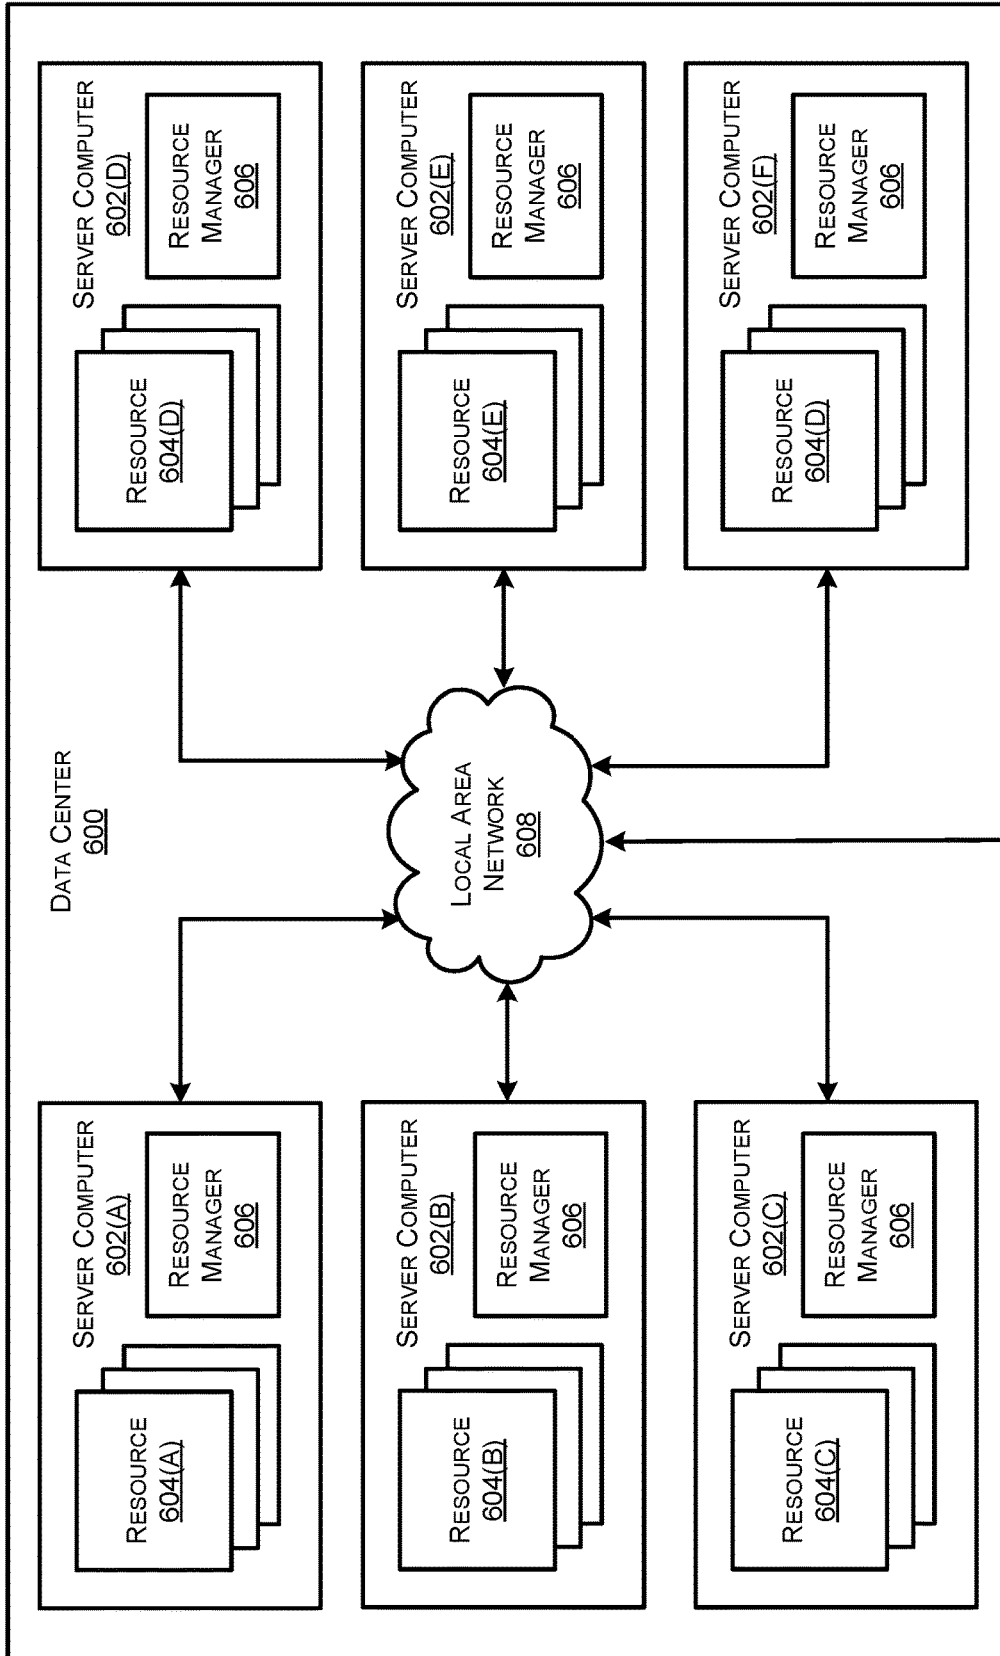 DATA CENTER
600
SERVER COMPUTER
602(A)
RESOURCE
604(A)
RESOURCE
MANAGER
606
SERVER COMPUTER
602(B)
RESOURCE
604(B)
RESOURCE
MANAGER
606
SERVER COMPUTER
602(C)
RESOURCE
604(C)
RESOURCE
MANAGER
606
LOCAL AREA
NETWORK
608
SERVER COMPUTER
602(D)
RESOURCE
604(D)
RESOURCE
MANAGER
606
SERVER COMPUTER
602(E)
RESOURCE
604(E)
RESOURCE
MANAGER
606
SERVER COMPUTER
602(F)
RESOURCE
604(D)
RESOURCE
MANAGER
606